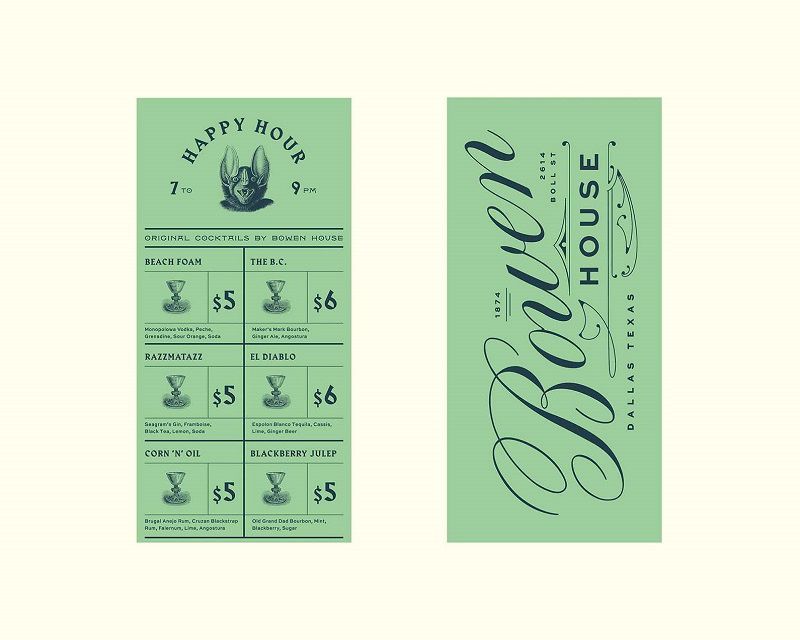 HAPPY HOUR
7 TO 9 PM
ORIGINAL COCKTAILS BY BOWEN HOUSE
BEACH FOAM
$5
Monopolowa Vodka, Peche,
Grenadine, Sour Orange, Soda
THE B.C.
$6
Maker's Mark Bourbon,
Ginger Ale, Angostura
RAZZMATAZZ
$5
Seagram's Gin, Framboise,
Black Tea, Lemon, Soda
EL DIABLO
$6
Espolon Blanco Tequila, Cassis,
Lime, Ginger Beer
CORN 'N' OIL
$5
Brugal Anejo Rum, Cruzan Blackstrap
Rum, Falernum, Lime, Angostura
BLACKBERRY JULEP
$5
Old Grand Dad Bourbon, Mint,
Blackberry, Sugar
1874
Bowen
2614
BOLL ST
HOUSE
DALLAS TEXAS